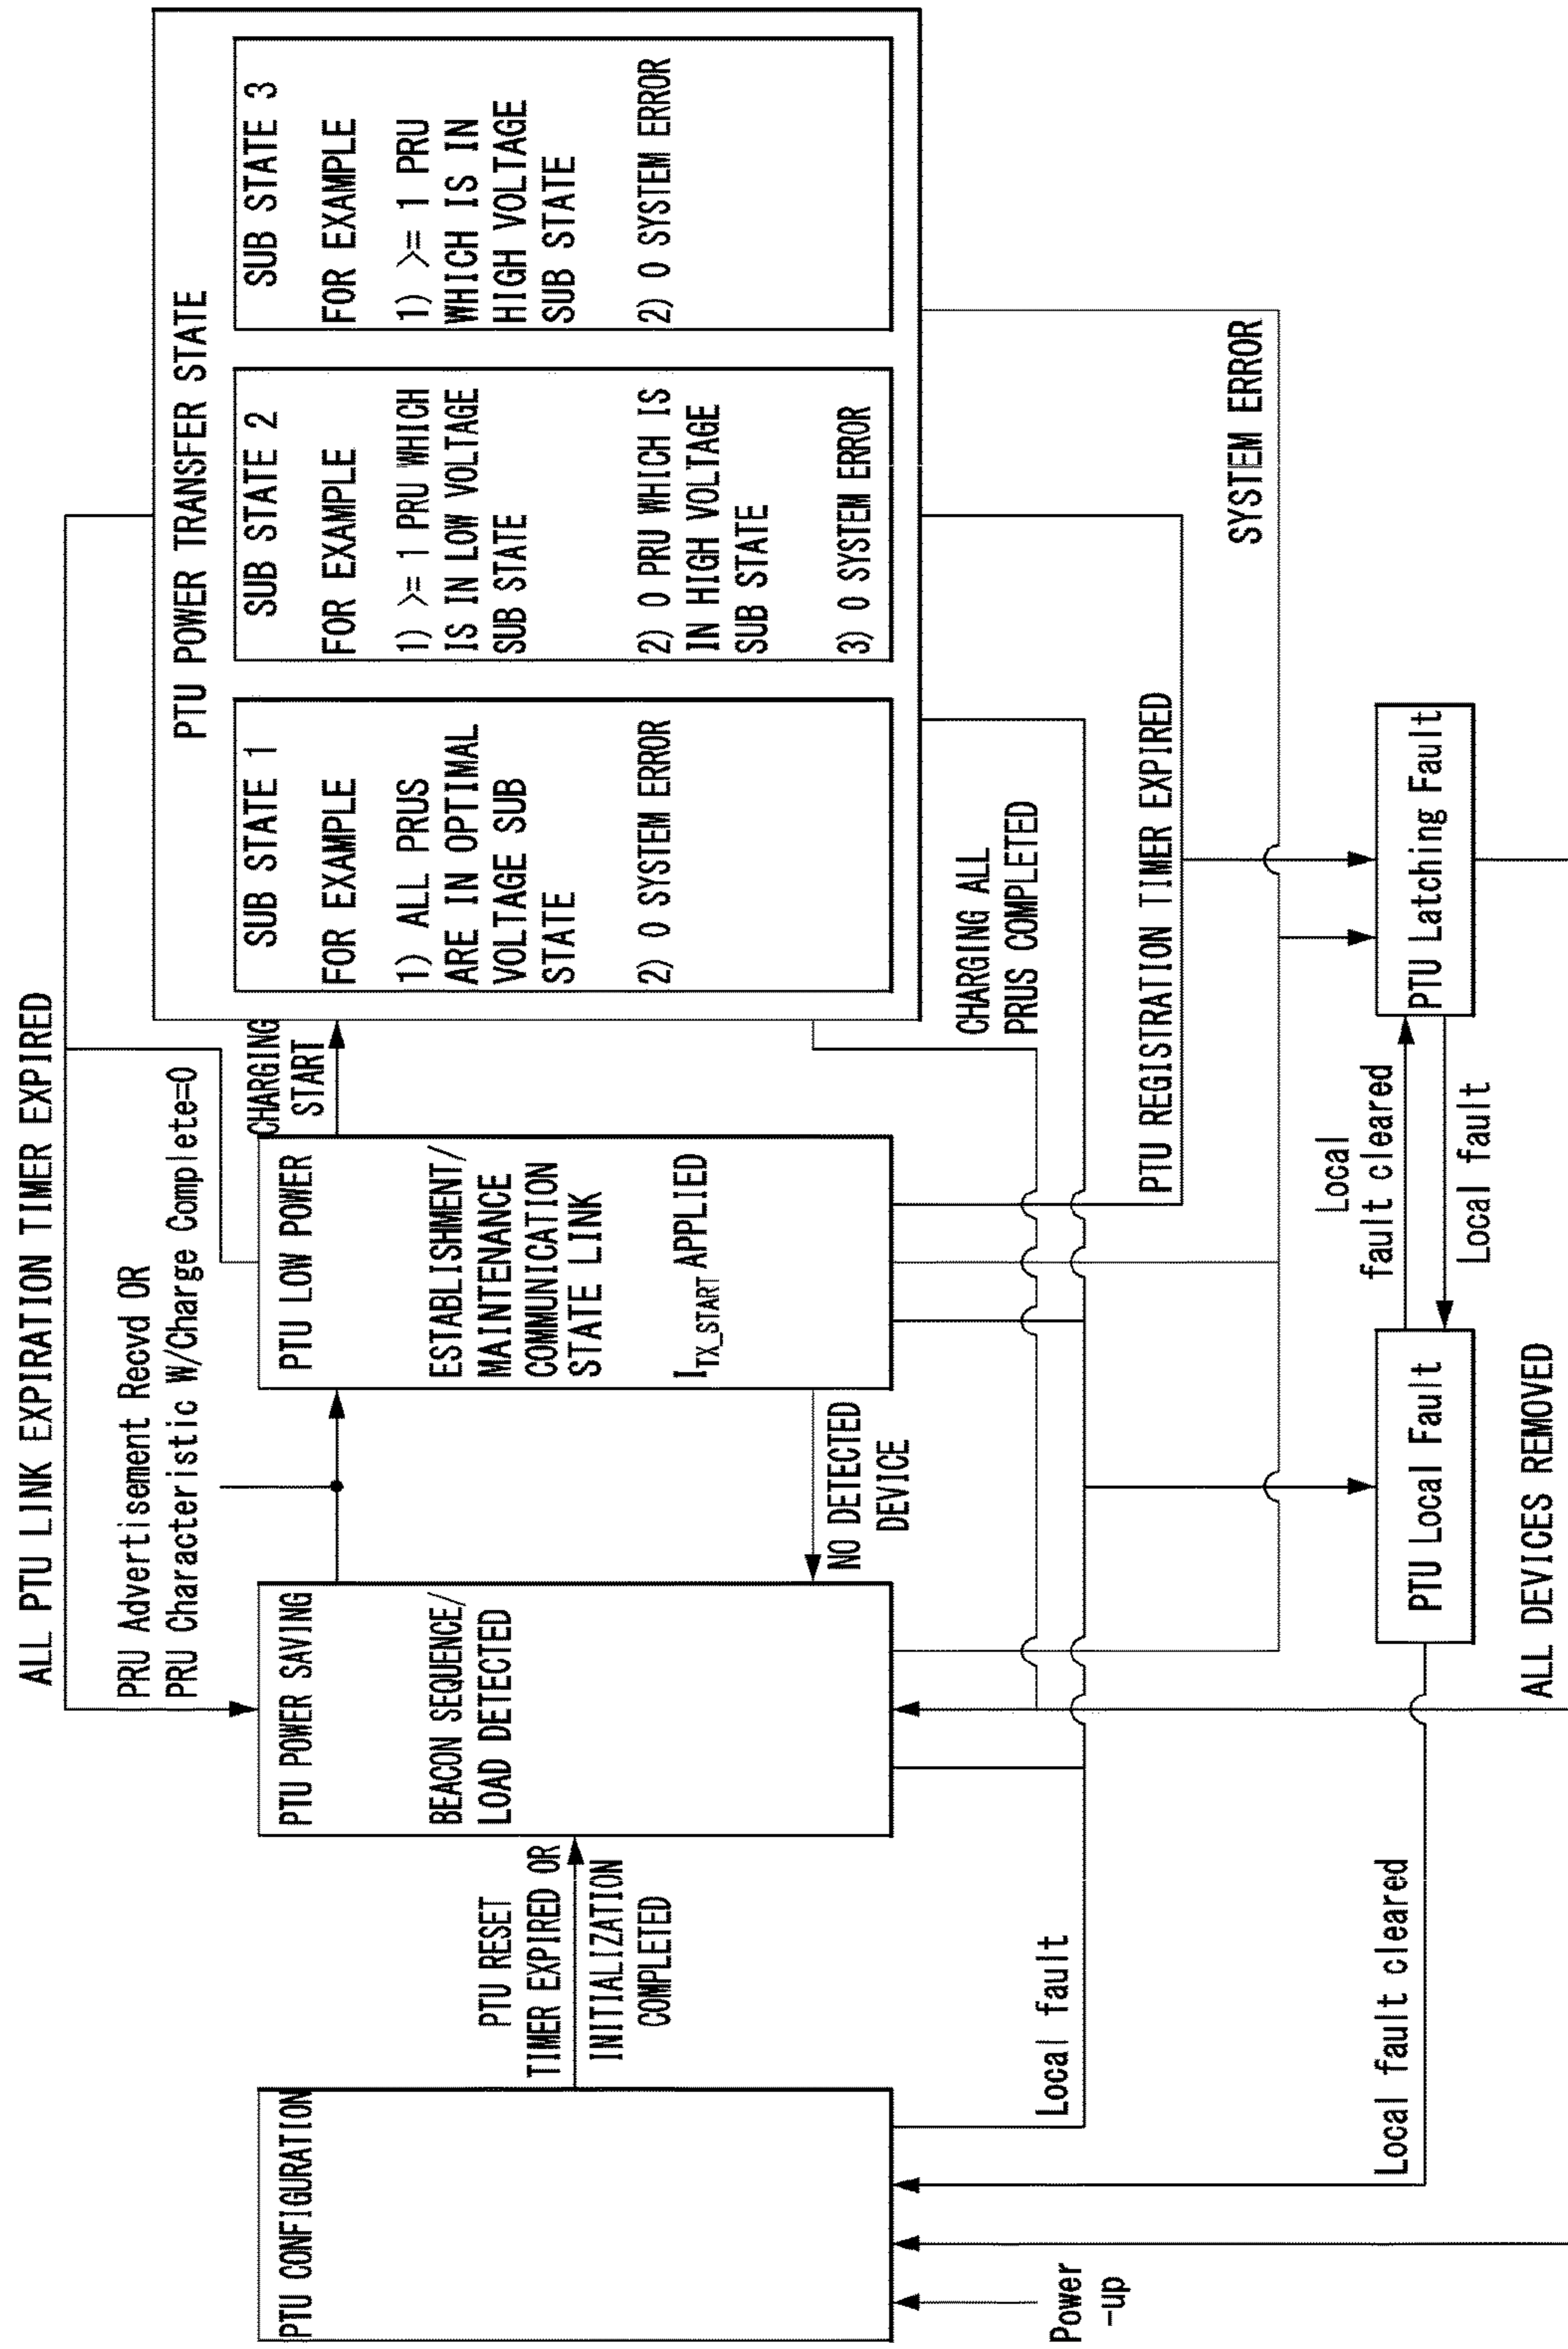 ALL PTU LINK EXPIRATION TIMER EXPIRED
PRU Advertisement Recvd OR
PRU Characteristic W/Charge Complete=0
PTU CONFIGURATION
PTU RESET
TIMER EXPIRED OR
INITIALIZATION
COMPLETED
PTU POWER SAVING
BEACON SEQUENCE/
LOAD DETECTED
NO DETECTED
DEVICE
PTU LOW POWER
ESTABLISHMENT/
MAINTENANCE
COMMUNICATION
STATE LINK
ITX_START APPLIED
CHARGING
START
PTU POWER TRANSFER STATE
SUB STATE 1
FOR EXAMPLE
1) ALL PRUS
ARE IN OPTIMAL
VOLTAGE SUB
STATE
2) 0 SYSTEM ERROR
SUB STATE 2
FOR EXAMPLE
1) >= 1 PRU WHICH
IS IN LOW VOLTAGE
SUB STATE
2) 0 PRU WHICH IS
IN HIGH VOLTAGE
SUB STATE
3) 0 SYSTEM ERROR
SUB STATE 3
FOR EXAMPLE
1) >= 1 PRU
WHICH IS IN
HIGH VOLTAGE
SUB STATE
2) 0 SYSTEM ERROR
CHARGING ALL
PRUS COMPLETED
Power
-up
Local fault
PTU REGISTRATION TIMER EXPIRED
SYSTEM ERROR
Local fault cleared
PTU Local Fault
Local
fault cleared
Local fault
PTU Latching Fault
ALL DEVICES REMOVED